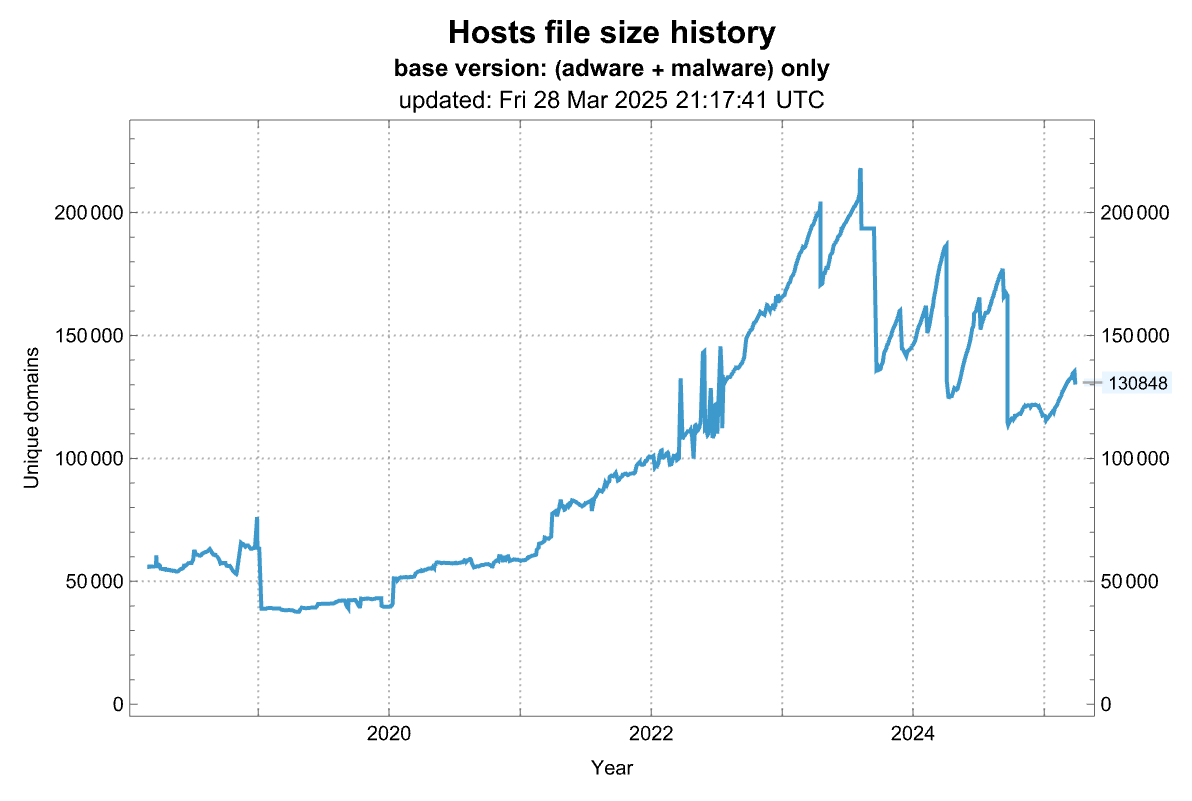 Hosts file size history
base version: (adware + malware) only
updated: Fri 28 Mar 2025 21:17:41 UTC
200 000
150 000
100 000
50 000
0
Unique domains
200 000
150 000
130848
100 000
50 000
0
2020
2022
2024
Year